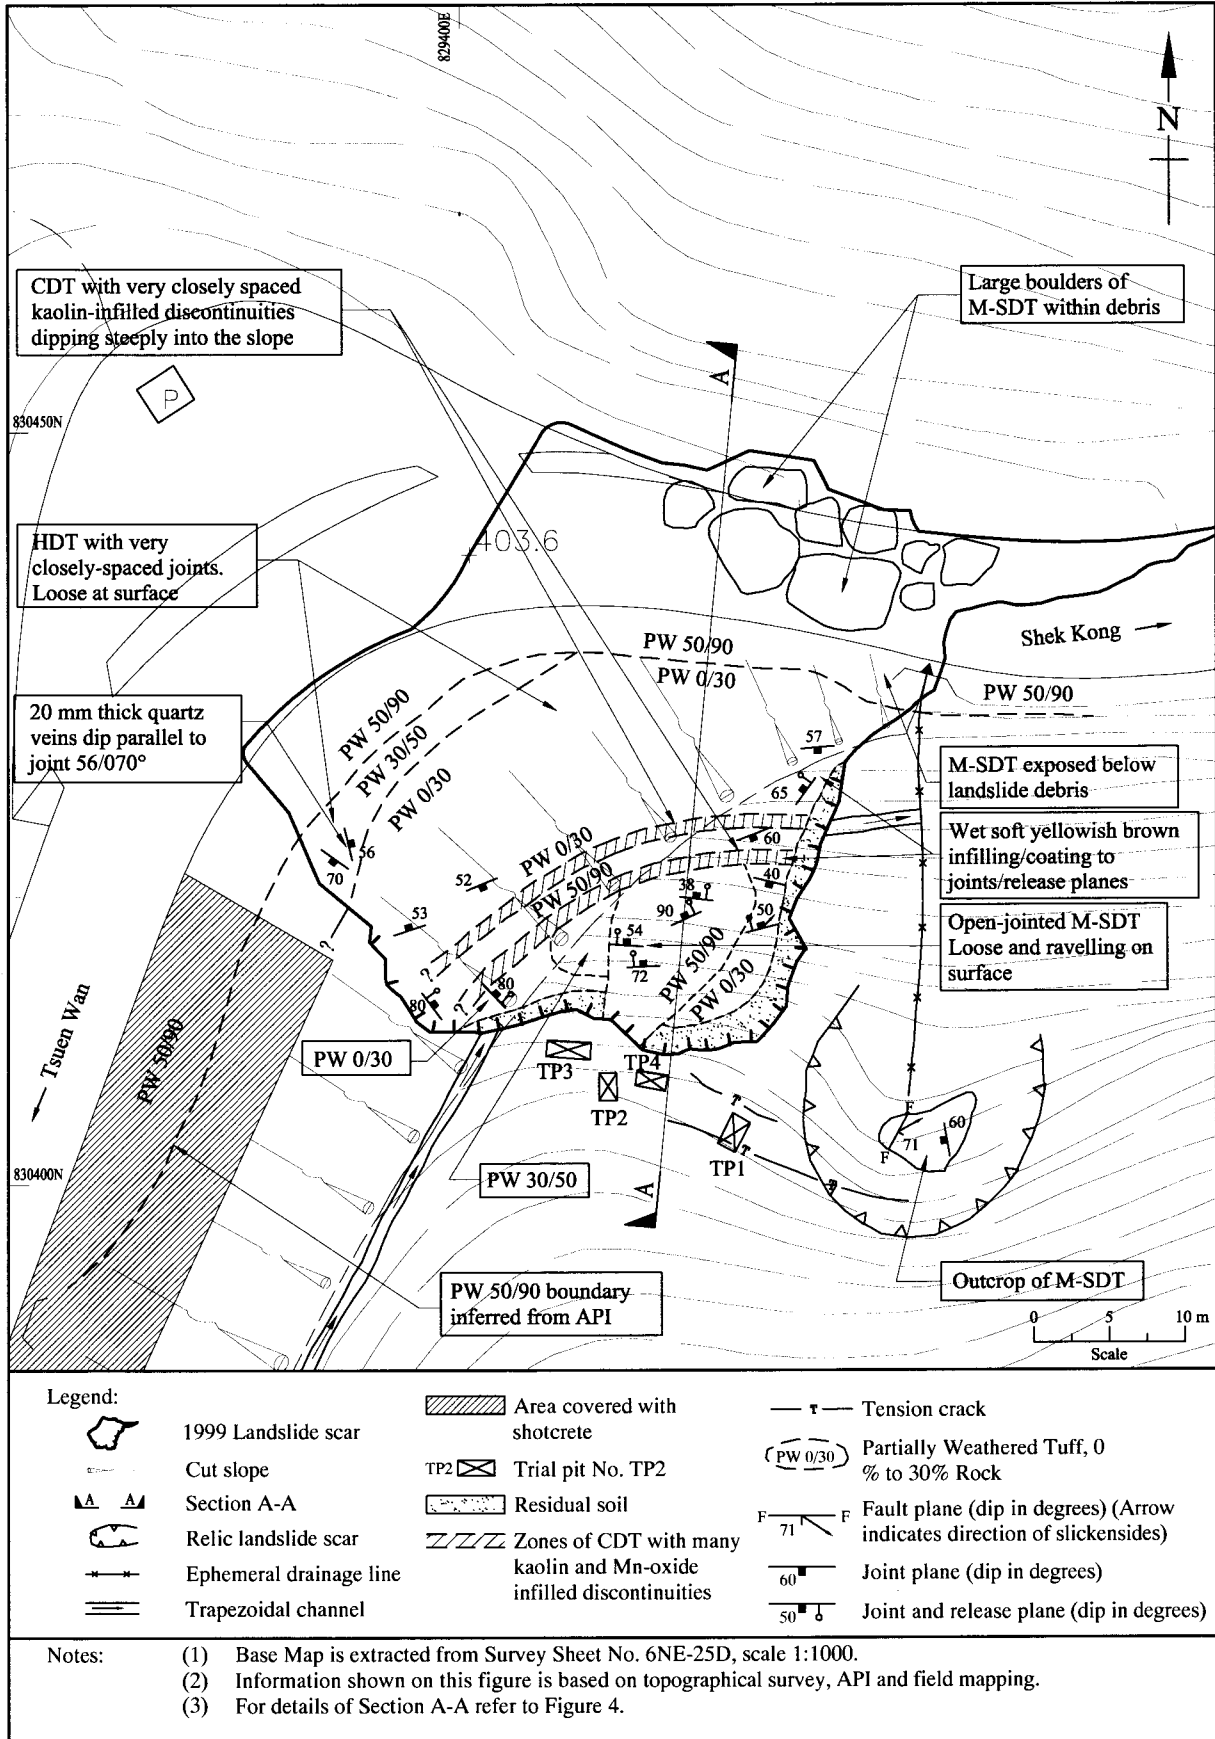 829400E
N
CDT with very closely spaced
kaolin-infilled discontinuities
dipping steeply into the slope
Large boulders of
M-SDT within debris
A
P
830450N
HDT with very
closely-spaced joints.
Loose at surface
403.6
Shek Kong
PW 50/90
PW 0/30
PW 50/90
20 mm thick quartz
veins dip parallel to
joint 56/070°
PW 50/90
PW 30/50
PW 0/30
57
65
M-SDT exposed below
landslide debris
Wet soft yellowish brown
infilling/coating to
joints/release planes
56
70
PW 0/30
60
52
PW 50/90
38
40
90
50
53
54
72
Open-jointed M-SDT
Loose and ravelling on
surface
PW 50/90
PW 0/30
?
?
?
80
80
Tsuen Wan
PW 50/90
PW 0/30
TP3
TP4
TP2
T
TP1
T
F
71
F
60
830400N
PW 30/50
A
PW 50/90 boundary
inferred from API
Outcrop of M-SDT
0 5 10 m
Scale
Legend:
1999 Landslide scar
Cut slope
A A
Section A-A
Relic landslide scar
Ephemeral drainage line
Trapezoidal channel
Area covered with
shotcrete
TP2
Trial pit No. TP2
Residual soil
Zones of CDT with many
kaolin and Mn-oxide
infilled discontinuities
T
Tension crack
PW 0/30
Partially Weathered Tuff, 0
% to 30% Rock
F 71 F
Fault plane (dip in degrees) (Arrow
indicates direction of slickensides)
60
Joint plane (dip in degrees)
50
Joint and release plane (dip in degrees)
Notes:
(1) Base Map is extracted from Survey Sheet No. 6NE-25D, scale 1:1000.
(2) Information shown on this figure is based on topographical survey, API and field mapping.
(3) For details of Section A-A refer to Figure 4.